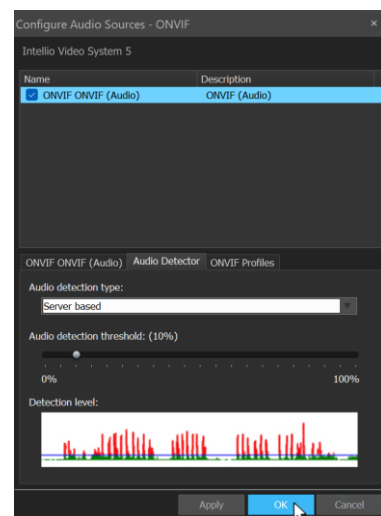 Configure Audio Sources - ONVIF ×
Intellio Video System 5
Name Description
ONVIF ONVIF (Audio) ONVIF (Audio)
ONVIF ONVIF (Audio) Audio Detector ONVIF Profiles
Audio detection type:
Server based
Audio detection threshold: (10%)
0% 100%
Detection level:
Apply OK Cancel